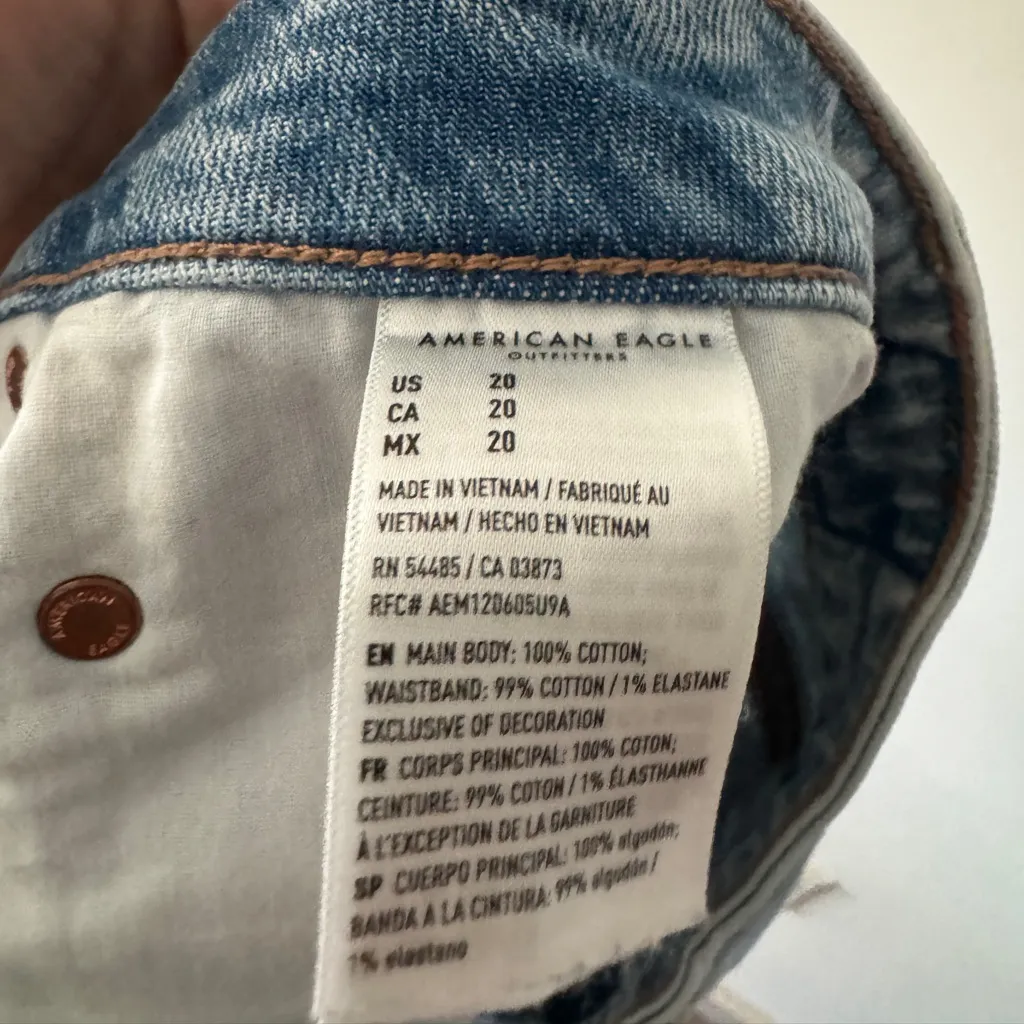 AMERICAN EAGLE
OUTFITTERS
US 20
CA 20
MX 20
MADE IN VIETNAM / FABRIQUÉ AU
VIETNAM / HECHO EN VIETNAM
RN 54485 / CA 03873
RFC# AEM120605U9A
EN MAIN BODY: 100% COTTON;
WAISTBAND: 99% COTTON / 1% ELASTANE
EXCLUSIVE OF DECORATION
FR CORPS PRINCIPAL: 100% COTON;
CEINTURE: 99% COTON / 1% ÉLASTHANNE
À L'EXCEPTION DE LA GARNITURE
SP CUERPO PRINCIPAL: 100% algodón;
BANDA A LA CINTURA: 99% algodón /
1% elastano
AMERICAN
EAGLE